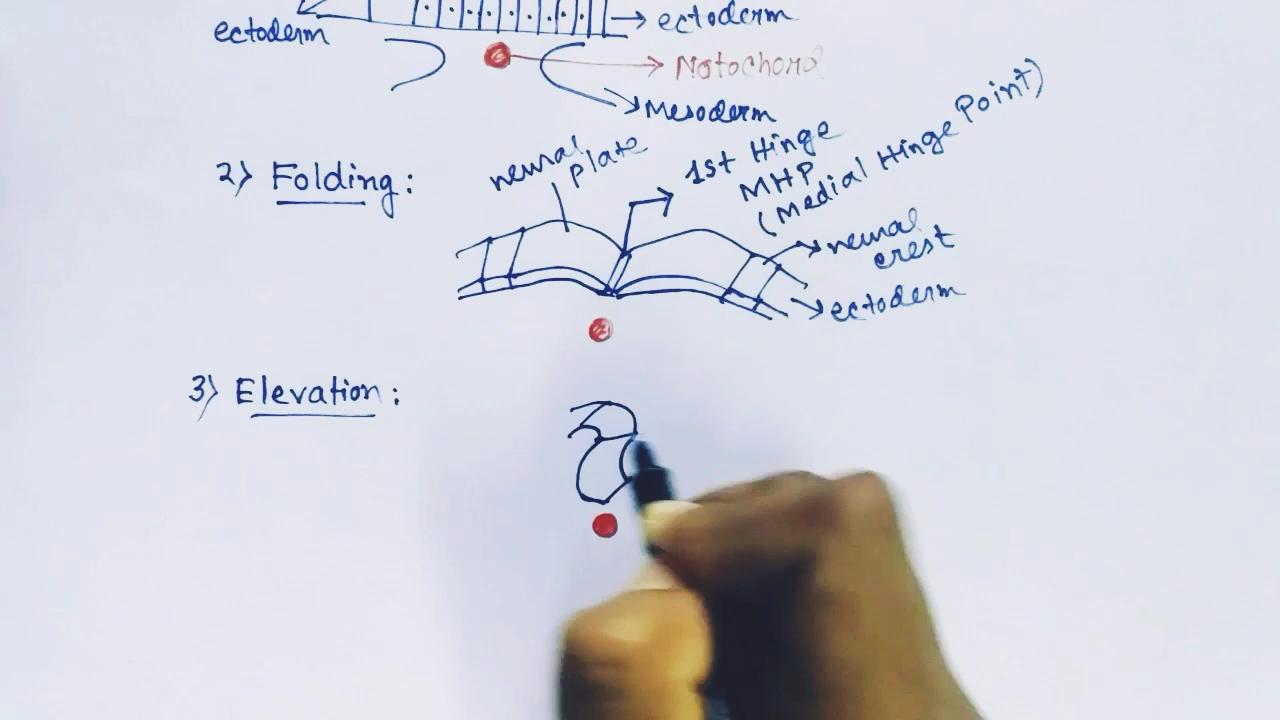 ectoderm
ectoderm
Notochord
Mesoderm
2) Folding:
neural
plate
1st Hinge
MHP
(Medial Hinge Point)
neural
crest
ectoderm
3) Elevation: